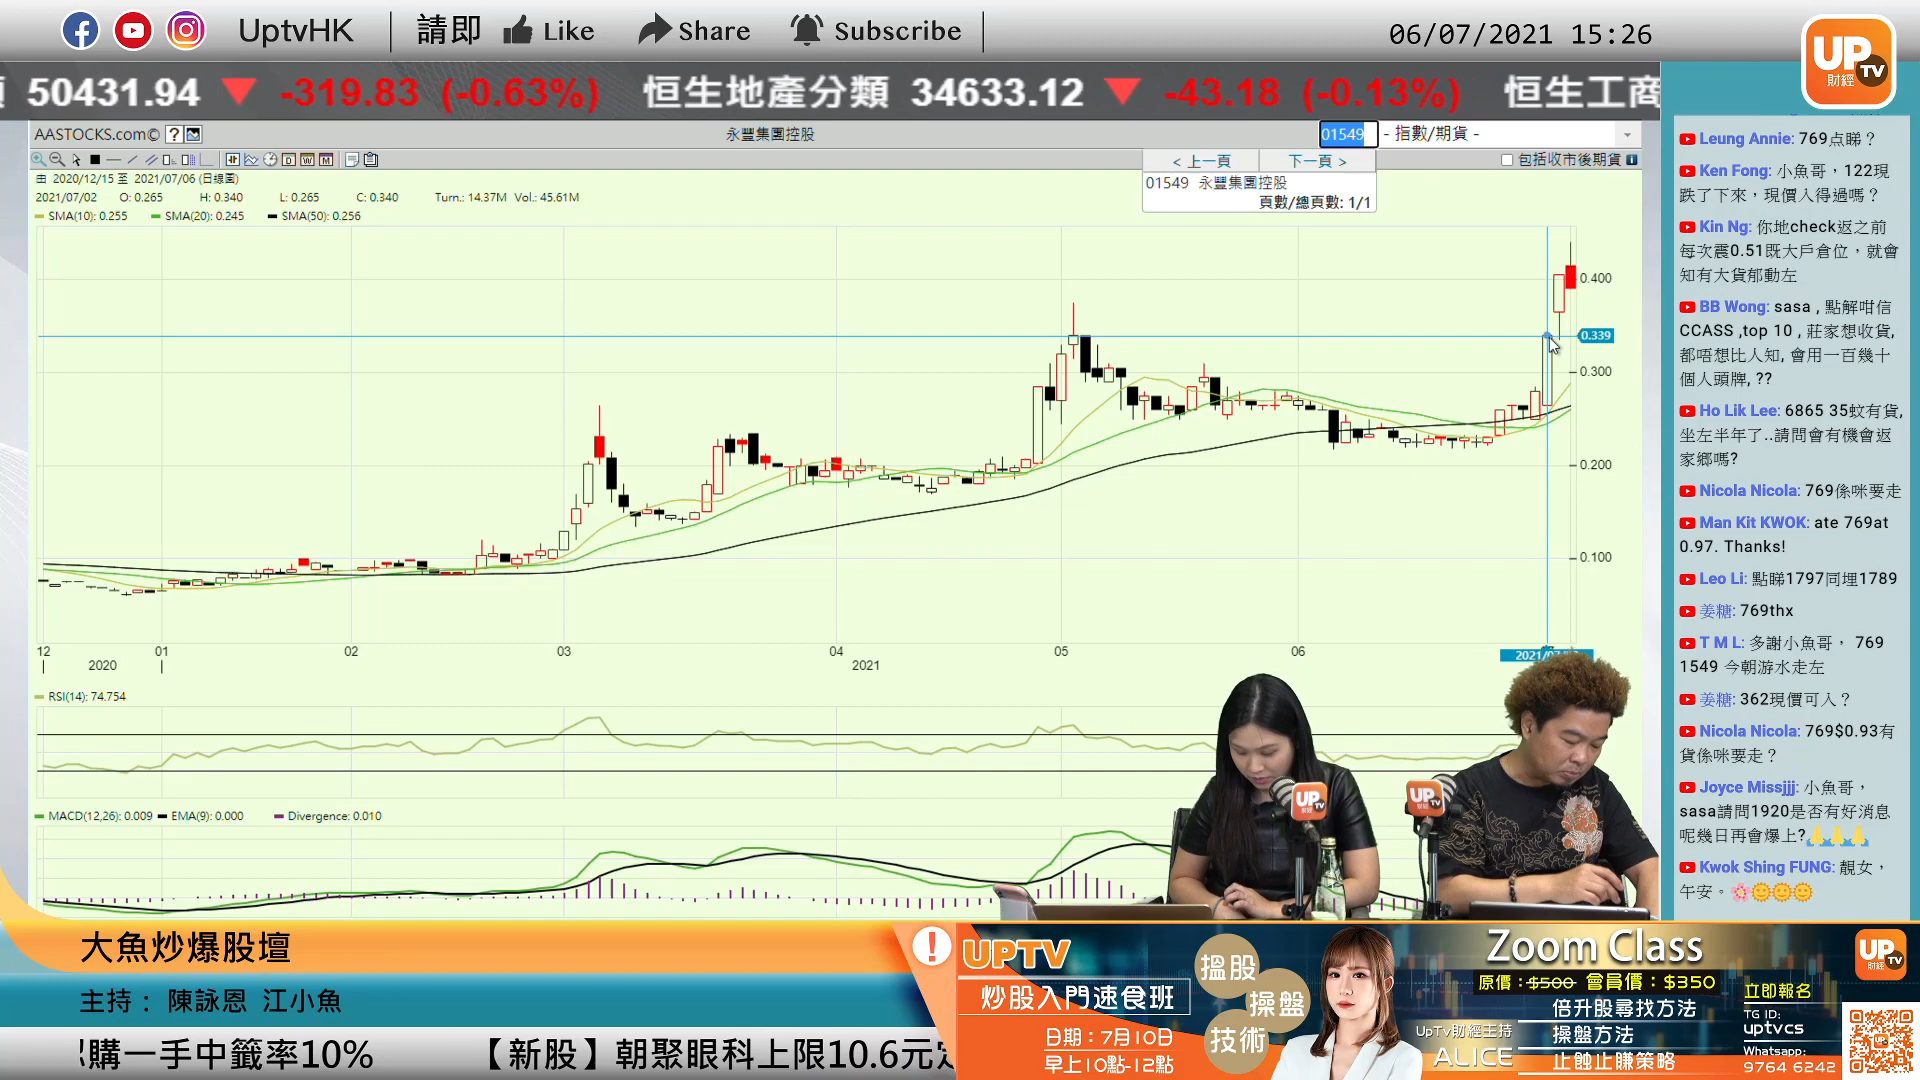 UptvHK
請即
Like
Share
Subscribe
06/07/2021 15:26
UP TV 財經
50431.94 ▼ -319.83 (-0.63%) 恒生地產分類 34633.12 ▼ -43.18 (-0.13%) 恒生工商
AASTOCKS.com©
永豐集團控股
01549
- 指數/期貨 -
< 上一頁
下一頁 >
包括收市後期貨
由 2020/12/15 至 2021/07/06 (日線圖)
01549 永豐集團控股
頁數/總頁數: 1/1
2021/07/02 O: 0.265 H: 0.340 L: 0.265 C: 0.340 Turn.: 14.37M Vol.: 45.61M
SMA(10): 0.255 SMA(20): 0.245 SMA(50): 0.256
0.400
0.339
0.300
0.200
0.100
12 01 02 03 04 05 06
2020 2021
RSI(14): 74.754
MACD(12,26): 0.009 EMA(9): 0.000 Divergence: 0.010
Leung Annie: 769点睇？
Ken Fong: 小魚哥，122現
跌了下來，現價人得過嗎？
Kin Ng: 你地check返之前
每次震0.51既大戶倉位，就會
知有大貨郁動左
BB Wong: sasa , 點解咁信
CCASS ,top 10 , 莊家想收貨,
都唔想比人知, 會用一百幾十
個人頭牌, ??
Ho Lik Lee: 6865 35蚊有貨,
坐左半年了..請問會有機會返
家鄉嗎?
Nicola Nicola: 769係咪要走
Man Kit KWOK: ate 769at
0.97. Thanks!
Leo Li: 點睇1797同埋1789
姜糖: 769thx
T M L: 多謝小魚哥， 769
1549 今朝游水走左
姜糖: 362現價可入？
Nicola Nicola: 769$0.93有
貨係咪要走？
Joyce Missjjj: 小魚哥，
sasa請問1920是否有好消息
呢幾日再會爆上?🙏🙏🙏
Kwok Shing FUNG: 靚女，
午安。🌸🌞🌞🌞
UP TV
UP TV
大魚炒爆股壇
主持： 陳詠恩 江小魚
購一手中籤率10% 【新股】朝聚眼科上限10.6元
UPTV
炒股入門速食班
日期：7月10日
早上10點-12點
搵股
操盤
技術
UpTV財經主持
ALICE
Zoom Class
原價：$500 會員價：$350
倍升股尋找方法
操盤方法
止蝕止賺策略
UP TV 財經
立即報名
TG ID:
uptvcs
Whatsapp:
9764 6242